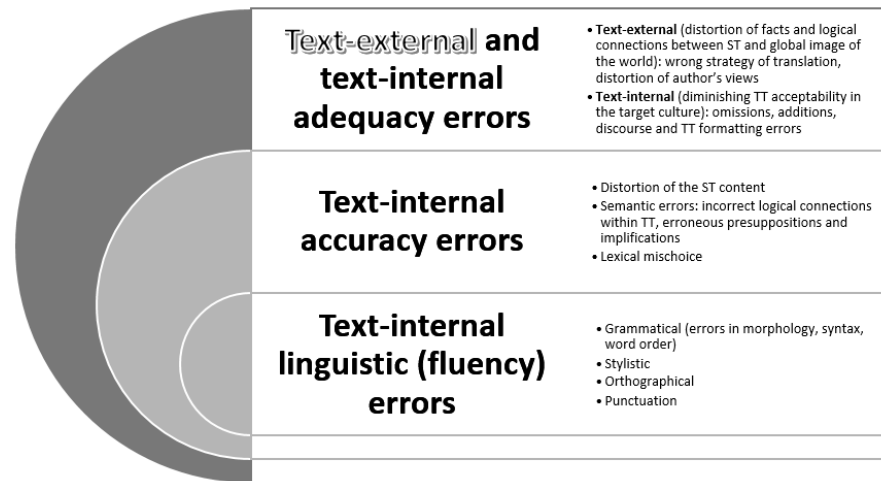 Text-external and
text-internal
adequacy errors
• Text-external (distortion of facts and logical
connections between ST and global image of
the world): wrong strategy of translation,
distortion of author's views
• Text-internal (diminishing TT acceptability in
the target culture): omissions, additions,
discourse and TT formatting errors
Text-internal
accuracy errors
• Distortion of the ST content
• Semantic errors: incorrect logical connections
within TT, erroneous presuppositions and
implifications
• Lexical mischoice
Text-internal
linguistic (fluency)
errors
• Grammatical (errors in morphology, syntax,
word order)
• Stylistic
• Orthographical
• Punctuation